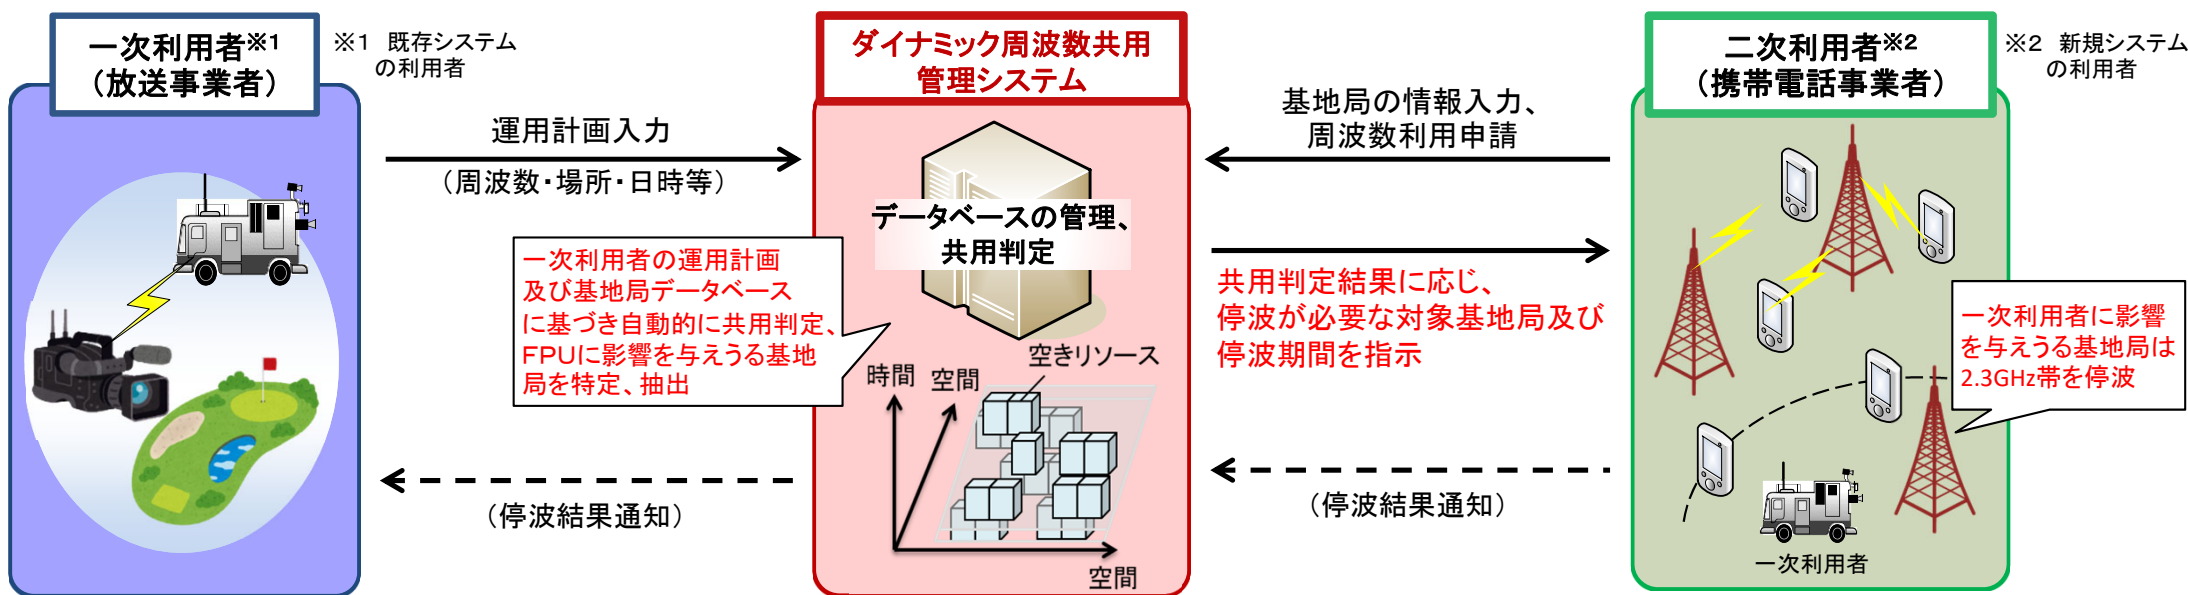 一次利用者※1
（放送事業者）
※1 既存システム
の利用者
運用計画入力
（周波数・場所・日時等）
一次利用者の運用計画
及び基地局データベース
に基づき自動的に共用判定、
FPUに影響を与えうる基地
局を特定、抽出
（停波結果通知）
ダイナミック周波数共用
管理システム
データベースの管理、
共用判定
空きリソース
時間
空間
空間
基地局の情報入力、
周波数利用申請
共用判定結果に応じ、
停波が必要な対象基地局及び
停波期間を指示
（停波結果通知）
二次利用者※2
（携帯電話事業者）
※2 新規システム
の利用者
一次利用者に影響
を与えうる基地局は
2.3GHz帯を停波
一次利用者